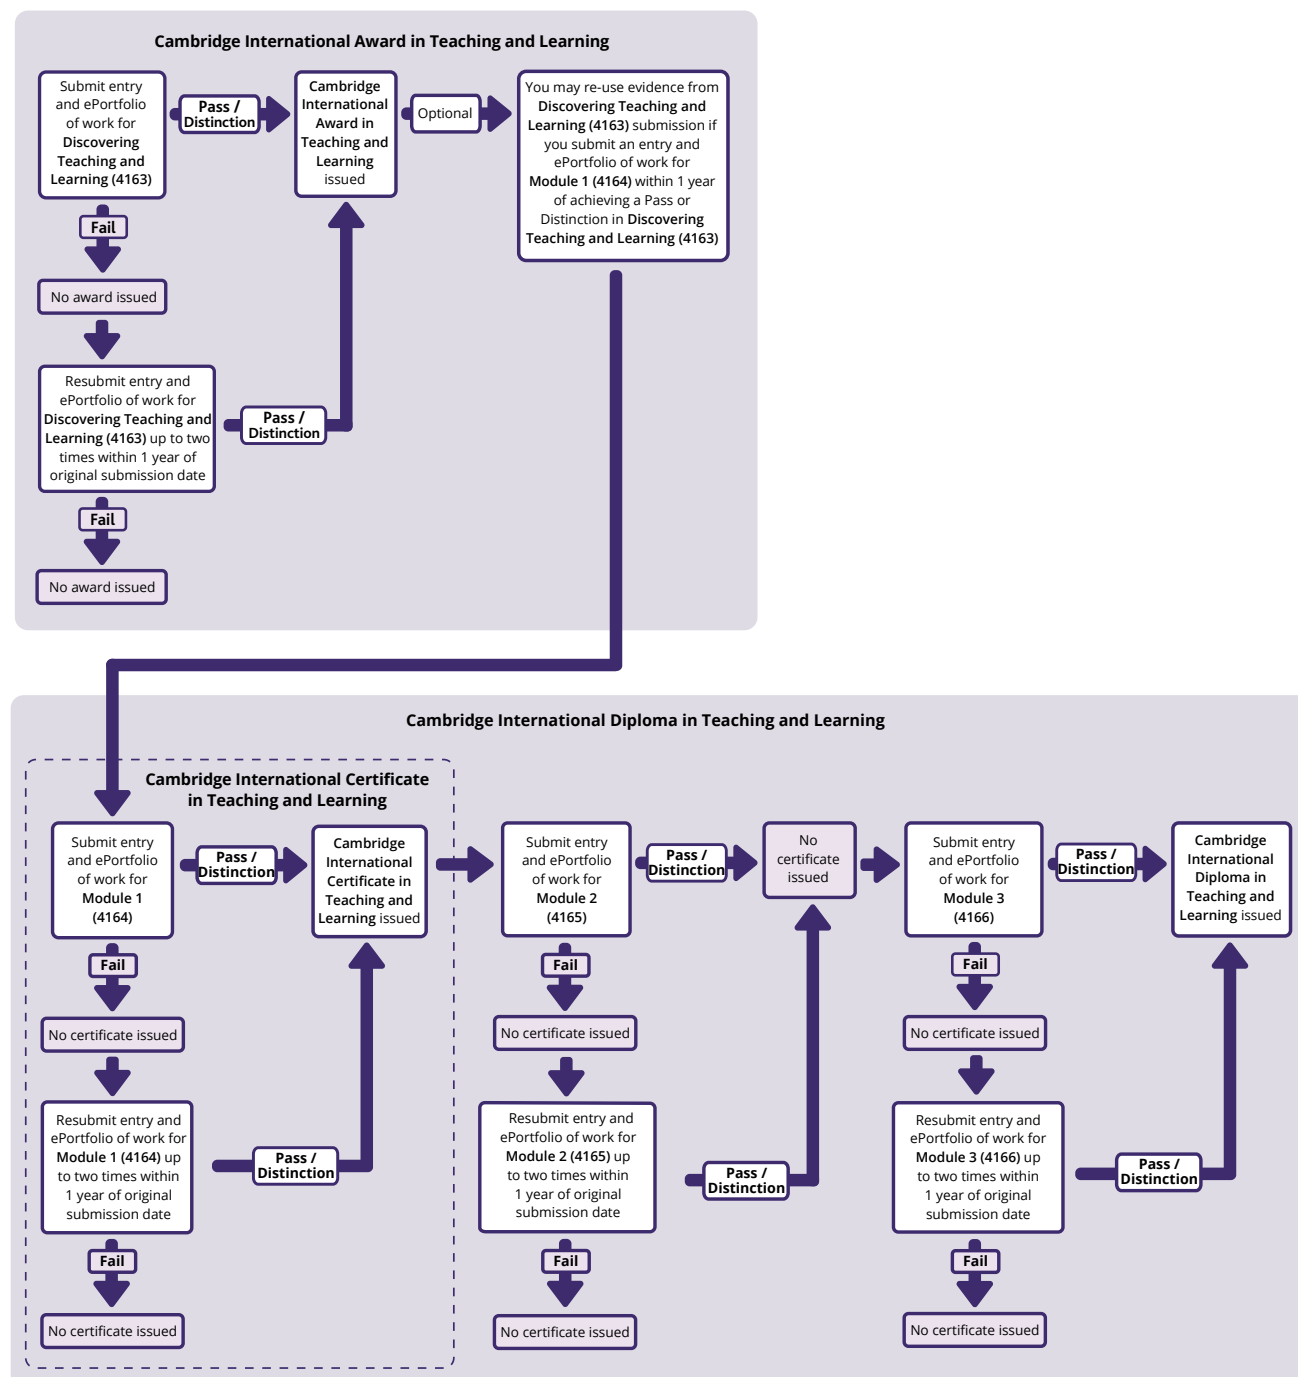 Cambridge International Award in Teaching and Learning
Submit entry
and ePortfolio
of work for
Discovering
Teaching and
Learning (4163)
Pass /
Distinction
Cambridge
International
Award in
Teaching and
Learning
issued
Optional
You may re-use evidence from
Discovering Teaching and
Learning (4163) submission if
you submit an entry and
ePortfolio of work for
Module 1 (4164) within 1 year
of achieving a Pass or
Distinction in Discovering
Teaching and Learning (4163)
Fail
No award issued
Resubmit entry and
ePortfolio of work for
Discovering Teaching and
Learning (4163) up to two
times within 1 year of
original submission date
Pass /
Distinction
Fail
No award issued
Cambridge International Diploma in Teaching and Learning
Cambridge International Certificate
in Teaching and Learning
Submit entry
and ePortfolio
of work for
Module 1
(4164)
Pass /
Distinction
Cambridge
International
Certificate in
Teaching and
Learning issued
Fail
No certificate issued
Resubmit entry and
ePortfolio of work for
Module 1 (4164) up
to two times within
1 year of original
submission date
Pass /
Distinction
Fail
No certificate issued
Submit entry
and ePortfolio
of work for
Module 2
(4165)
Pass /
Distinction
No
certificate
issued
Fail
No certificate issued
Resubmit entry and
ePortfolio of work for
Module 2 (4165) up
to two times within
1 year of original
submission date
Pass /
Distinction
Fail
No certificate issued
Submit entry
and ePortfolio
of work for
Module 3
(4166)
Pass /
Distinction
Cambridge
International
Diploma in
Teaching and
Learning issued
Fail
No certificate issued
Resubmit entry and
ePortfolio of work for
Module 3 (4166) up
to two times within
1 year of original
submission date
Pass /
Distinction
Fail
No certificate issued